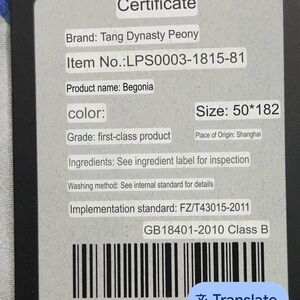 Certificate
Brand: Tang Dynasty Peony
Item No.:LPS0003-1815-81
Product name: Begonia
color:
Size: 50*182
Grade: first-class product
Place of Origin: Shanghai
Ingredients: See ingredient label for inspection
Washing method: See internal standard for details
Implementation standard: FZ/T43015-2011
GB18401-2010 Class B
Translate